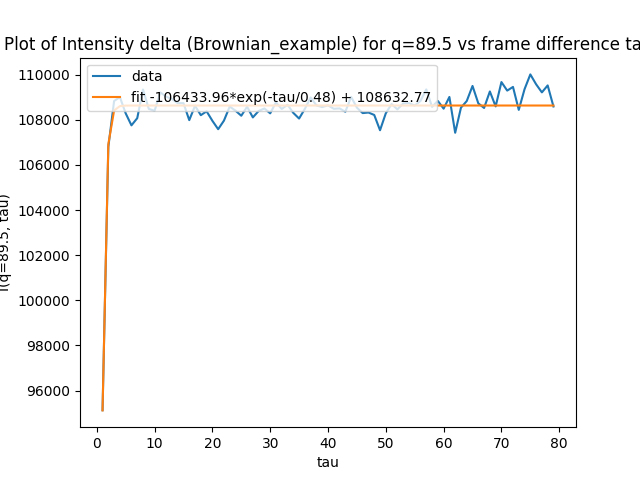 Plot of Intensity delta (Brownian_example) for q=89.5 vs frame difference ta
data
fit -106433.96*exp(-tau/0.48) + 108632.77
110000
108000
106000
104000
102000
100000
98000
96000
I(q=89.5, tau)
0 10 20 30 40 50 60 70 80
tau